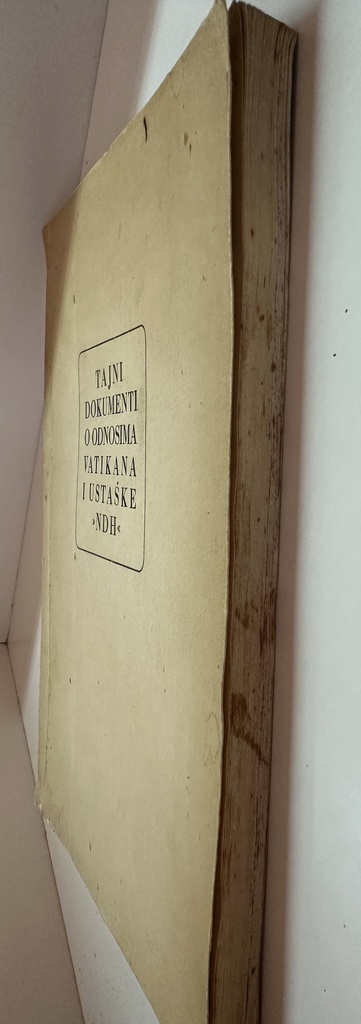 TAJNI
DOKUMENTI
O ODNOSIMA
VATIKANA
I USTAŠKE
»NDH«